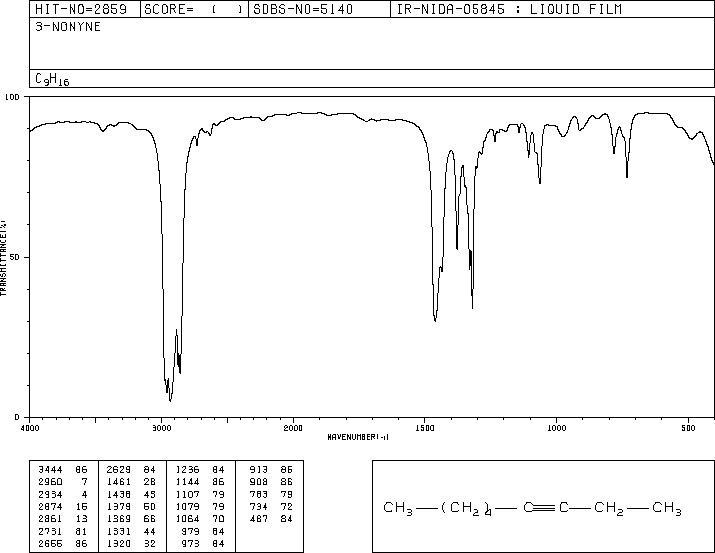 HIT-NO=2859 SCORE= ( ) SDBS-NO=5140 IR-NIDA-05845 : LIQUID FILM
3-NONYNE
C9H16
100
50
0
TRANSMITTANCE(%)
4000 3000 2000 1500 1000 500
WAVENUMBER(-1)
3444 86 2629 84 1236 84 913 86
2960 7 1461 28 1144 86 908 86
2934 4 1438 45 1107 79 783 79
2874 15 1379 50 1079 79 734 72
2861 13 1369 66 1064 70 487 84
2731 81 1331 44 979 84
2666 86 1320 32 973 84
CH3—(CH2)4—C≡C—CH2—CH3